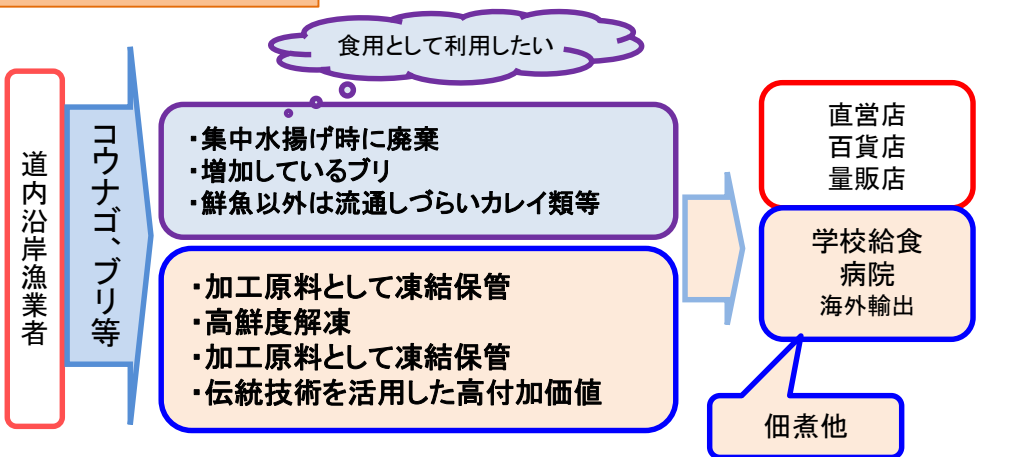 食用として利用したい
道内沿岸漁業者
コウナゴ、ブリ等
・集中水揚げ時に廃棄
・増加しているブリ
・鮮魚以外は流通しづらいカレイ類等
・加工原料として凍結保管
・高鮮度解凍
・加工原料として凍結保管
・伝統技術を活用した高付加価値
直営店
百貨店
量販店
学校給食
病院
海外輸出
佃煮他